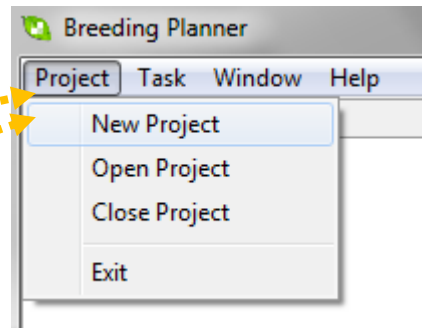 Breeding Planner
Project Task Window Help
New Project
Open Project
Close Project
Exit